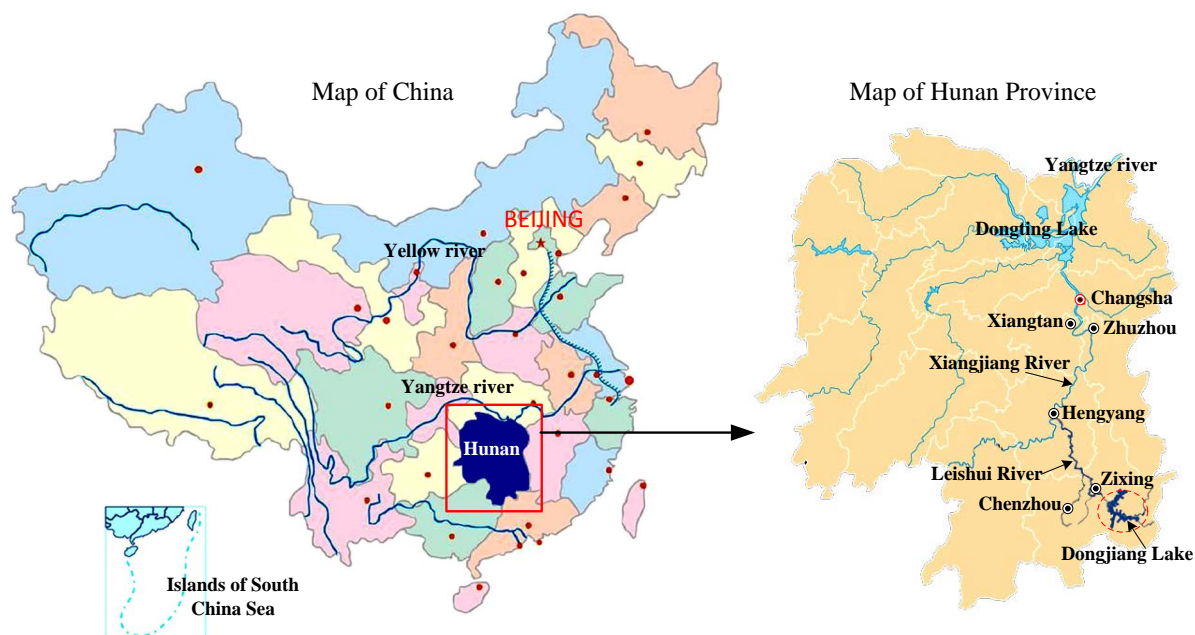 Map of China
BEIJING
Yellow river
Yangtze river
Hunan
Islands of South
China Sea
Map of Hunan Province
Yangtze river
Dongting Lake
Changsha
Xiangtan
Zhuzhou
Xiangjiang River
Hengyang
Leishui River
Zixing
Chenzhou
Dongjiang Lake